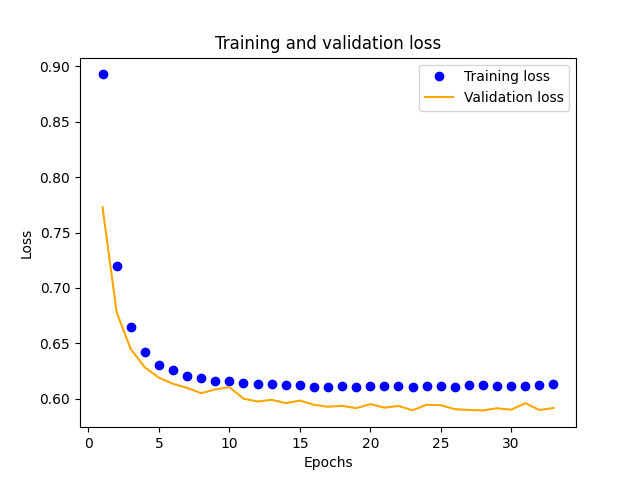 Training and validation loss
Training loss
Validation loss
Loss
0.90
0.85
0.80
0.75
0.70
0.65
0.60
0 5 10 15 20 25 30
Epochs